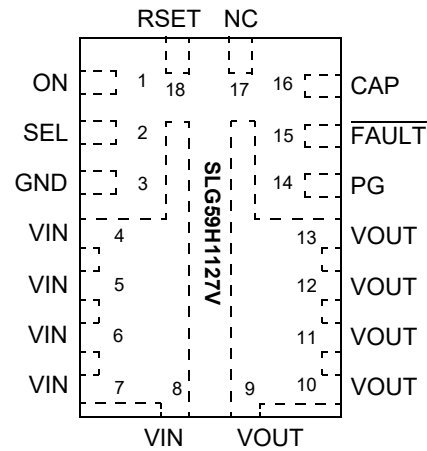 RSET NC
ON 1 18 17 16 CAP
SEL 2 15 FAULT
GND 3 14 PG
SLG59H1127V
VIN 4 13 VOUT
VIN 5 12 VOUT
VIN 6 11 VOUT
VIN 7 8 9 10 VOUT
VIN VOUT